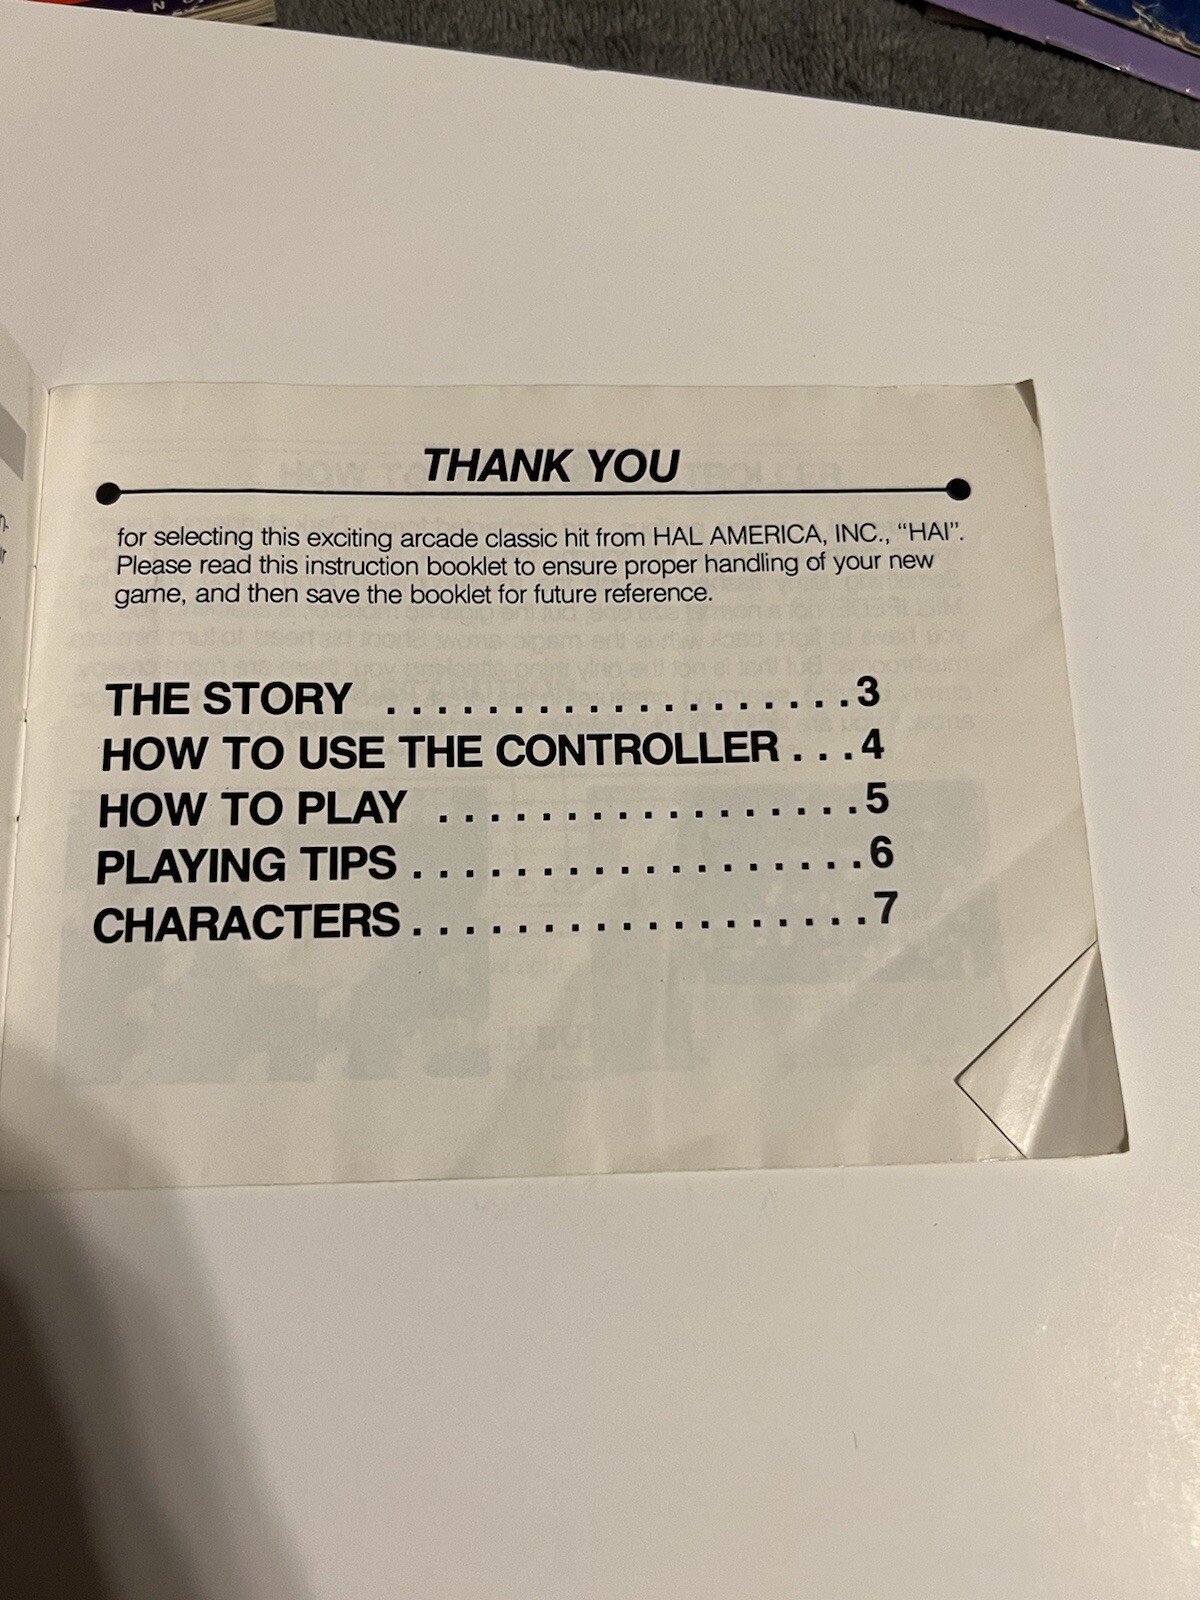 THANK YOU
for selecting this exciting arcade classic hit from HAL AMERICA, INC., “HAI”.
Please read this instruction booklet to ensure proper handling of your new
game, and then save the booklet for future reference.
THE STORY . . . . . . . . . . . . . . . . . . 3
HOW TO USE THE CONTROLLER . . . 4
HOW TO PLAY . . . . . . . . . . . . . . . . 5
PLAYING TIPS . . . . . . . . . . . . . . . . . . 6
CHARACTERS . . . . . . . . . . . . . . . . . . 7